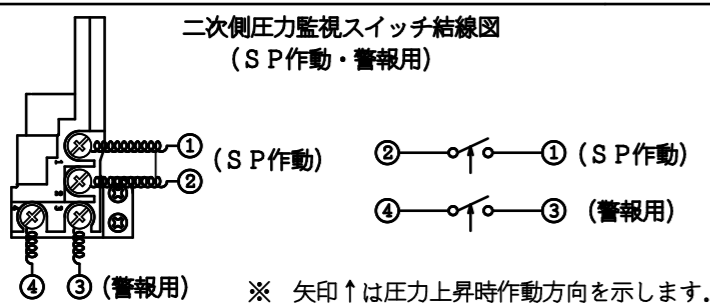 二次側圧力監視スイッチ結線図
(SP作動・警報用)
① (SP作動)
②
② ① (SP作動)
④ ③ (警報用)
④ ③ (警報用)
※ 矢印↑は圧力上昇時作動方向を示します.